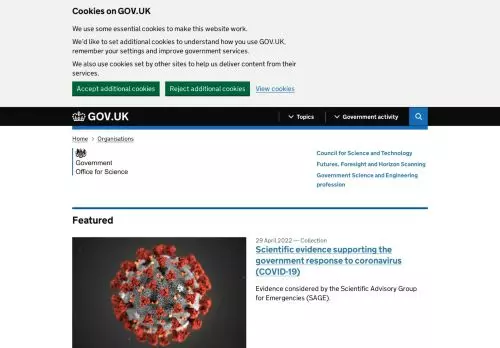 Cookies on GOV.UK
We use some essential cookies to make this website work.
We'd like to set additional cookies to understand how you use GOV.UK,
remember your settings and improve government services.
We also use cookies set by other sites to help us deliver content from their
services.
Accept additional cookies Reject additional cookies View cookies
GOV.UK Topics Government activity
Home Organisations
Government
Office for Science
Council for Science and Technology
Futures, Foresight and Horizon Scanning
Government Science and Engineering
profession
Featured
29 April 2022 — Collection
Scientific evidence supporting the
government response to coronavirus
(COVID-19)
Evidence considered by the Scientific Advisory Group
for Emergencies (SAGE).